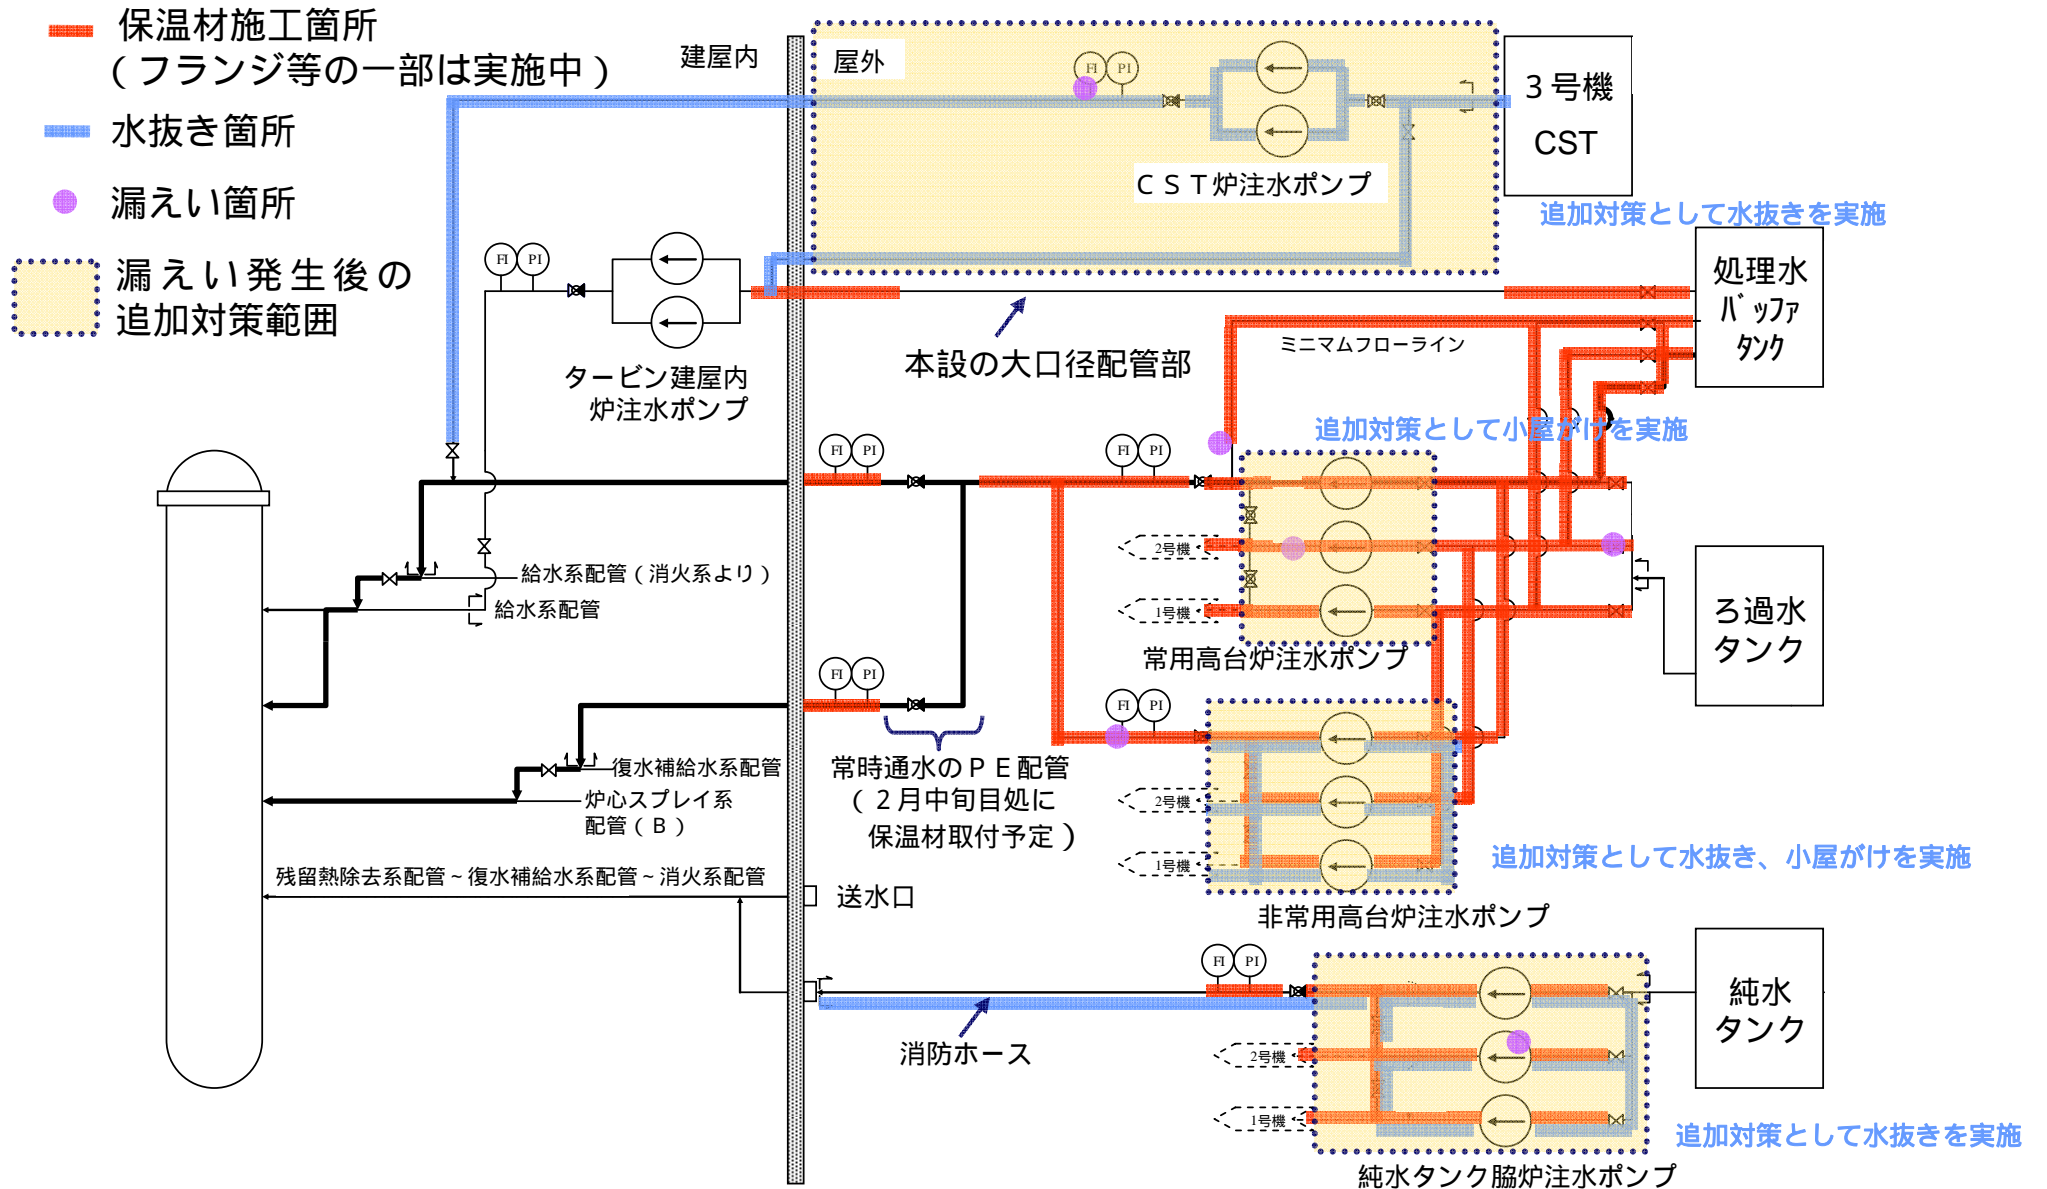 保温材施工箇所
（フランジ等の一部は実施中）
水抜き箇所
漏えい箇所
漏えい発生後の
追加対策範囲
建屋内
屋外
FI
PI
ＣＳＴ炉注水ポンプ
３号機
CST
追加対策として水抜きを実施
FI
PI
タービン建屋内
炉注水ポンプ
本設の大口径配管部
ミニマムフローライン
処理水
ﾊﾞｯﾌｧ
ﾀﾝｸ
追加対策として小屋がけを実施
FI
PI
FI
PI
2号機
1号機
常用高台炉注水ポンプ
ろ過水
タンク
給水系配管（消火系より）
給水系配管
FI
PI
FI
PI
復水補給水系配管
炉心スプレイ系
配管（Ｂ）
常時通水のＰＥ配管
（２月中旬目処に
保温材取付予定）
2号機
1号機
追加対策として水抜き、小屋がけを実施
非常用高台炉注水ポンプ
残留熱除去系配管～復水補給水系配管～消火系配管
送水口
FI
PI
消防ホース
2号機
1号機
純水
タンク
追加対策として水抜きを実施
純水タンク脇炉注水ポンプ